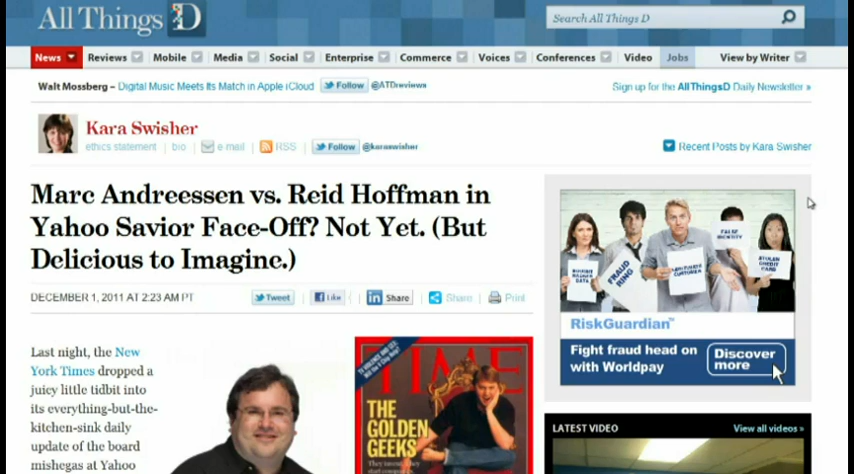 All Things D
Search All Things D
News Reviews Mobile Media Social Enterprise Commerce Voices Conferences Video Jobs View by Writer
Walt Mossberg – Digital Music Meets Its Match in Apple iCloud Follow @ATDreviews Sign up for the AllThingsD Daily Newsletter »
Kara Swisher
ethics statement | bio e-mail RSS Follow @karaswisher Recent Posts by Kara Swisher
Marc Andreessen vs. Reid Hoffman in
Yahoo Savior Face-Off? Not Yet. (But
Delicious to Imagine.)
DECEMBER 1, 2011 AT 2:23 AM PT Tweet Like Share Share Print
FRAUD
RING
FALSE
IDENTITY
STOLEN
CREDIT
CARD
RiskGuardian™
Fight fraud head on
with Worldpay
Discover
more
Last night, the New
York Times dropped a
juicy little tidbit into
its everything-but-the-
kitchen-sink daily
update of the board
mishegas at Yahoo
TIME
THE
GOLDEN
GEEKS
LATEST VIDEO View all videos »